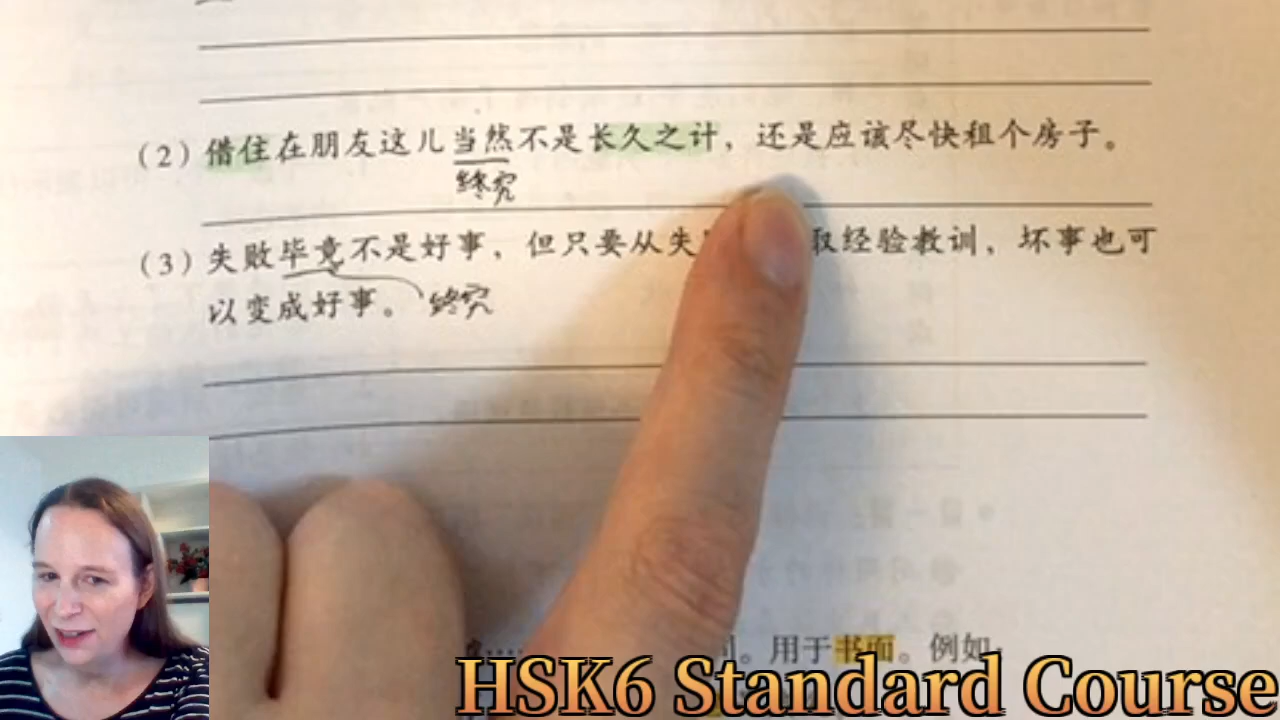 (2) 借住在朋友这儿当然不是长久之计，还是应该尽快租个房子。
终究
(3) 失败毕竟不是好事，但只要从失 取经验教训，坏事也可
以变成好事。 终究
。用于书面。例如：
HSK6 Standard Course